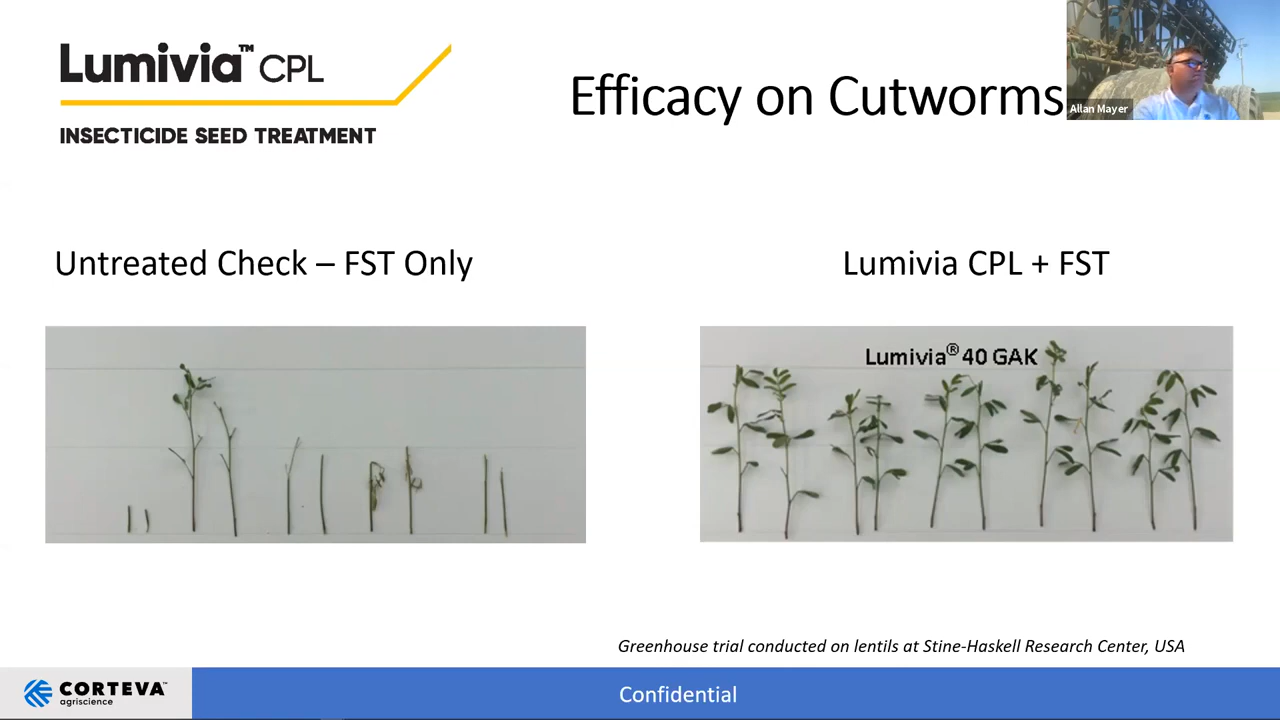 Lumivia™ CPL
INSECTICIDE SEED TREATMENT
Efficacy on Cutworms
Allan Mayer
Untreated Check – FST Only
Lumivia CPL + FST
Lumivia® 40 GAK
Greenhouse trial conducted on lentils at Stine-Haskell Research Center, USA
CORTEVA™
agriscience
Confidential